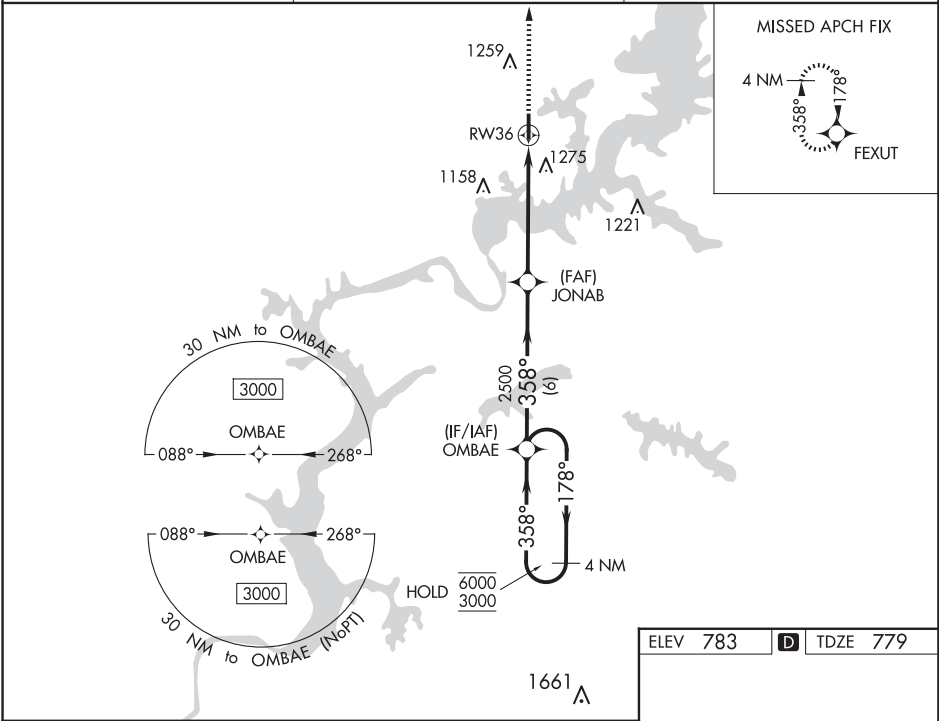 MISSED APCH FIX
4 NM
358°
178°
FEXUT
1259
RW36
1275
1158
1221
(FAF)
JONAB
30 NM to OMBAE
3000
OMBAE
088°
268°
2500
358°
(6)
(IF/IAF)
OMBAE
178°
358°
4 NM
HOLD
6000
3000
088°
268°
OMBAE
3000
30 NM to OMBAE (NoPT)
1661
ELEV 783 D TDZE 779